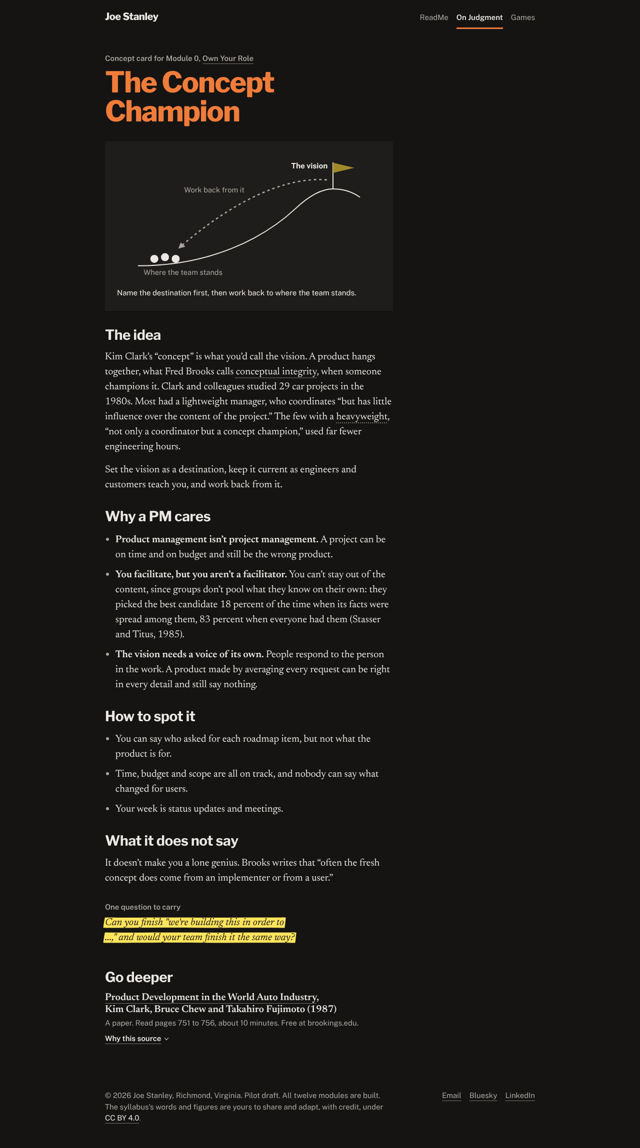 Joe Stanley
ReadMe On Judgment Games
Concept card for Module 0, Own Your Role
The Concept
Champion
The vision
Work back from it
Where the team stands
Name the destination first, then work back to where the team stands.
The idea
Kim Clark's “concept” is what you'd call the vision. A product hangs
together, what Fred Brooks calls conceptual integrity, when someone
champions it. Clark and colleagues studied 29 car projects in the
1980s. Most had a lightweight manager, who coordinates “but has little
influence over the content of the project.” The few with a heavyweight,
“not only a coordinator but a concept champion,” used far fewer
engineering hours.
Set the vision as a destination, keep it current as engineers and
customers teach you, and work back from it.
Why a PM cares
• Product management isn't project management. A project can be
on time and on budget and still be the wrong product.
• You facilitate, but you aren't a facilitator. You can't stay out of the
content, since groups don't pool what they know on their own: they
picked the best candidate 18 percent of the time when its facts were
spread among them, 83 percent when everyone had them (Stasser
and Titus, 1985).
• The vision needs a voice of its own. People respond to the person
in the work. A product made by averaging every request can be right
in every detail and still say nothing.
How to spot it
• You can say who asked for each roadmap item, but not what the
product is for.
• Time, budget and scope are all on track, and nobody can say what
changed for users.
• Your week is status updates and meetings.
What it does not say
It doesn't make you a lone genius. Brooks writes that “often the fresh
concept does come from an implementer or from a user.”
One question to carry
Can you finish "we're building this in order to
...," and would your team finish it the same way?
Go deeper
Product Development in the World Auto Industry,
Kim Clark, Bruce Chew and Takahiro Fujimoto (1987)
A paper. Read pages 751 to 756, about 10 minutes. Free at brookings.edu.
Why this source
© 2026 Joe Stanley, Richmond, Virginia. Pilot draft. All twelve modules are built.
The syllabus's words and figures are yours to share and adapt, with credit, under
CC BY 4.0.
Email Bluesky LinkedIn